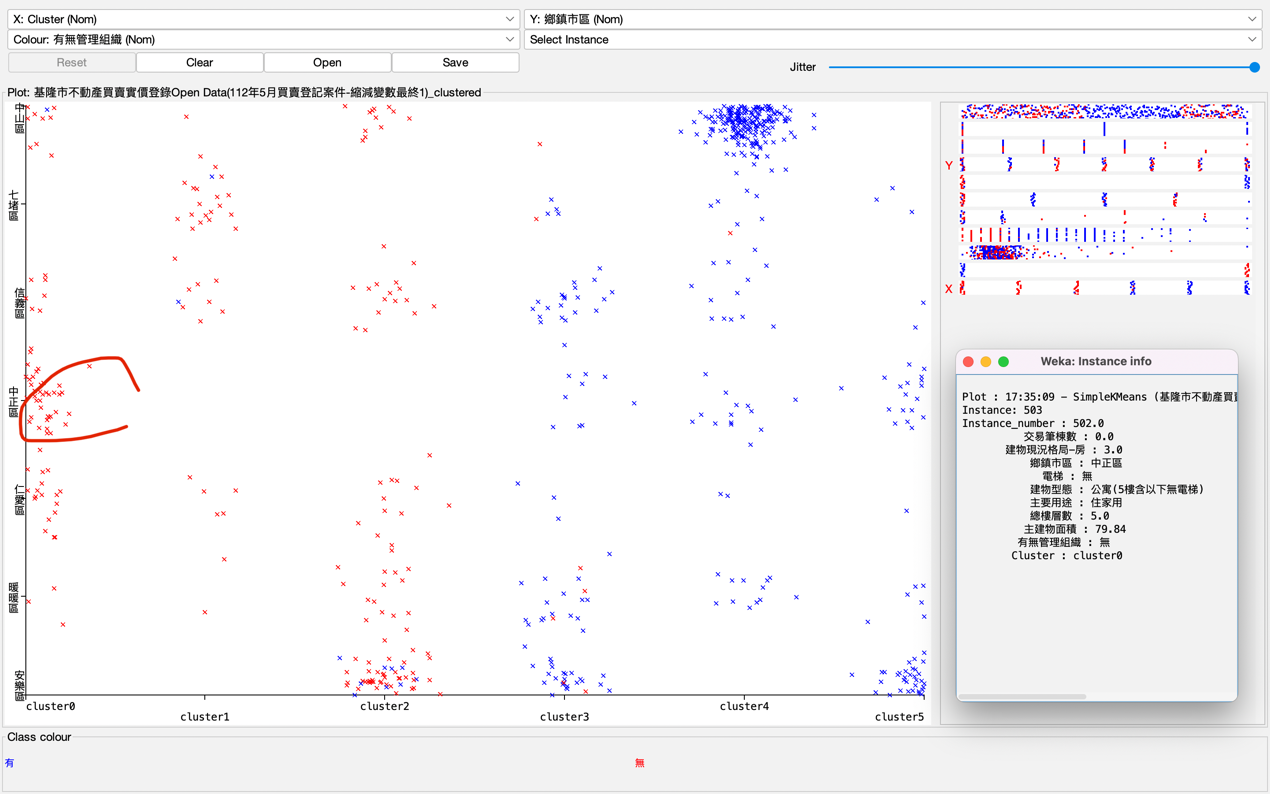 X: Cluster (Nom)
Y: 鄉鎮市區 (Nom)
Colour: 有無管理組織 (Nom)
Select Instance
Reset
Clear
Open
Save
Jitter
Plot: 基隆市不動產買賣實價登錄Open Data(112年5月買賣登記案件-縮減變數最終1)_clustered
中山區
七堵區
信義區
中正區
仁愛區
暖暖區
安樂區
cluster0
cluster1
cluster2
cluster3
cluster4
cluster5
Y
X
Weka: Instance info
Plot : 17:35:09 - SimpleKMeans (基隆市不動產買
Instance: 503
Instance_number : 502.0
交易筆棟數 : 0.0
建物現況格局-房 : 3.0
鄉鎮市區 : 中正區
電梯 : 無
建物型態 : 公寓(5樓含以下無電梯)
主要用途 : 住家用
總樓層數 : 5.0
主建物面積 : 79.84
有無管理組織 : 無
Cluster : cluster0
Class colour
有
無